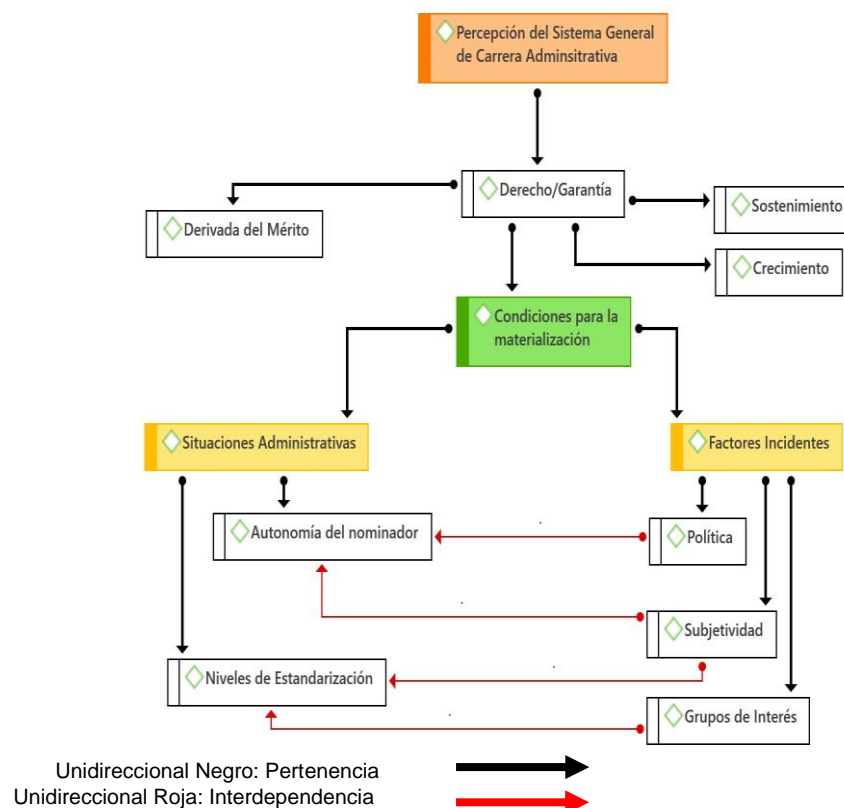 Percepción del Sistema General
de Carrera Adminsitrativa
Derecho/Garantía
Derivada del Mérito
Sostenimiento
Crecimiento
Condiciones para la
materialización
Situaciones Administrativas
Factores Incidentes
Autonomía del nominador
Política
Subjetividad
Niveles de Estandarización
Grupos de Interés
Unidireccional Negro: Pertenencia
Unidireccional Roja: Interdependencia